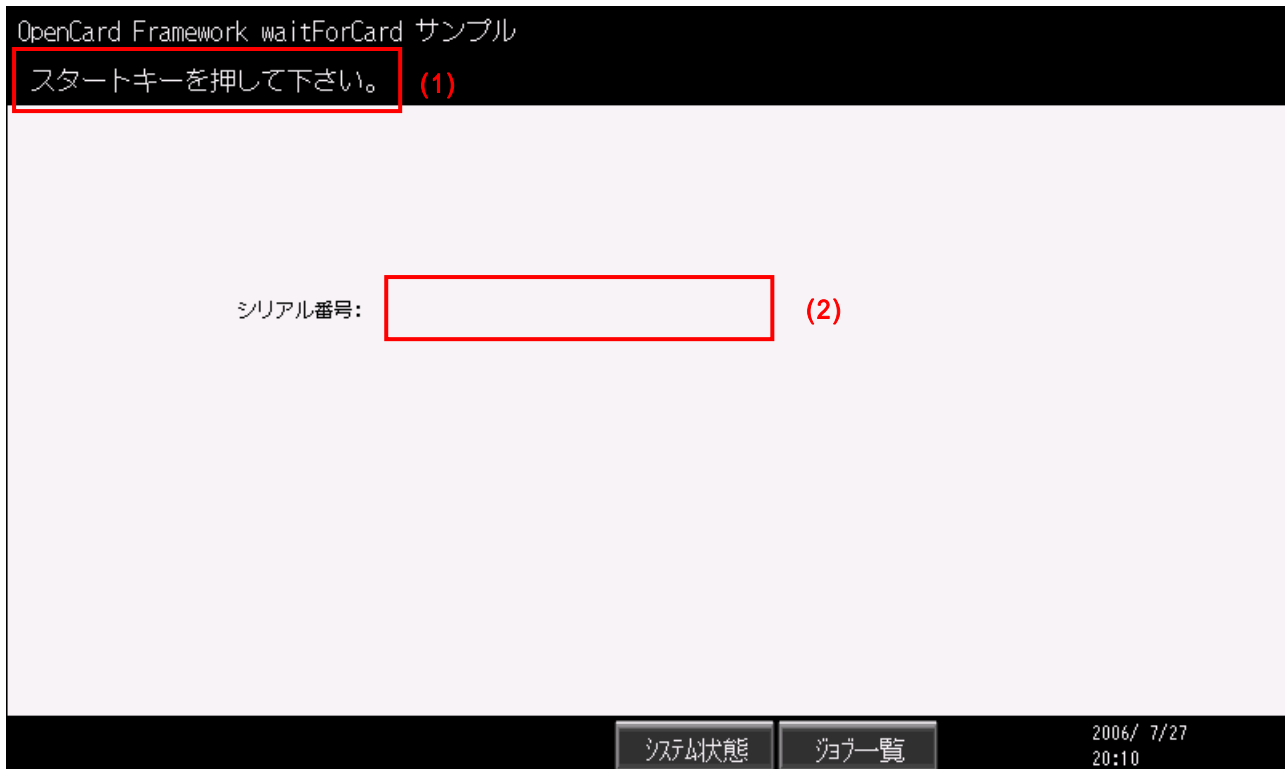 OpenCard Framework waitForCard サンプル
スタートキーを押して下さい。 (1)
シリアル番号: (2)
ｼｽﾃﾑ状態 ｼﾞｮﾌﾞ一覧 2006/ 7/27
20:10